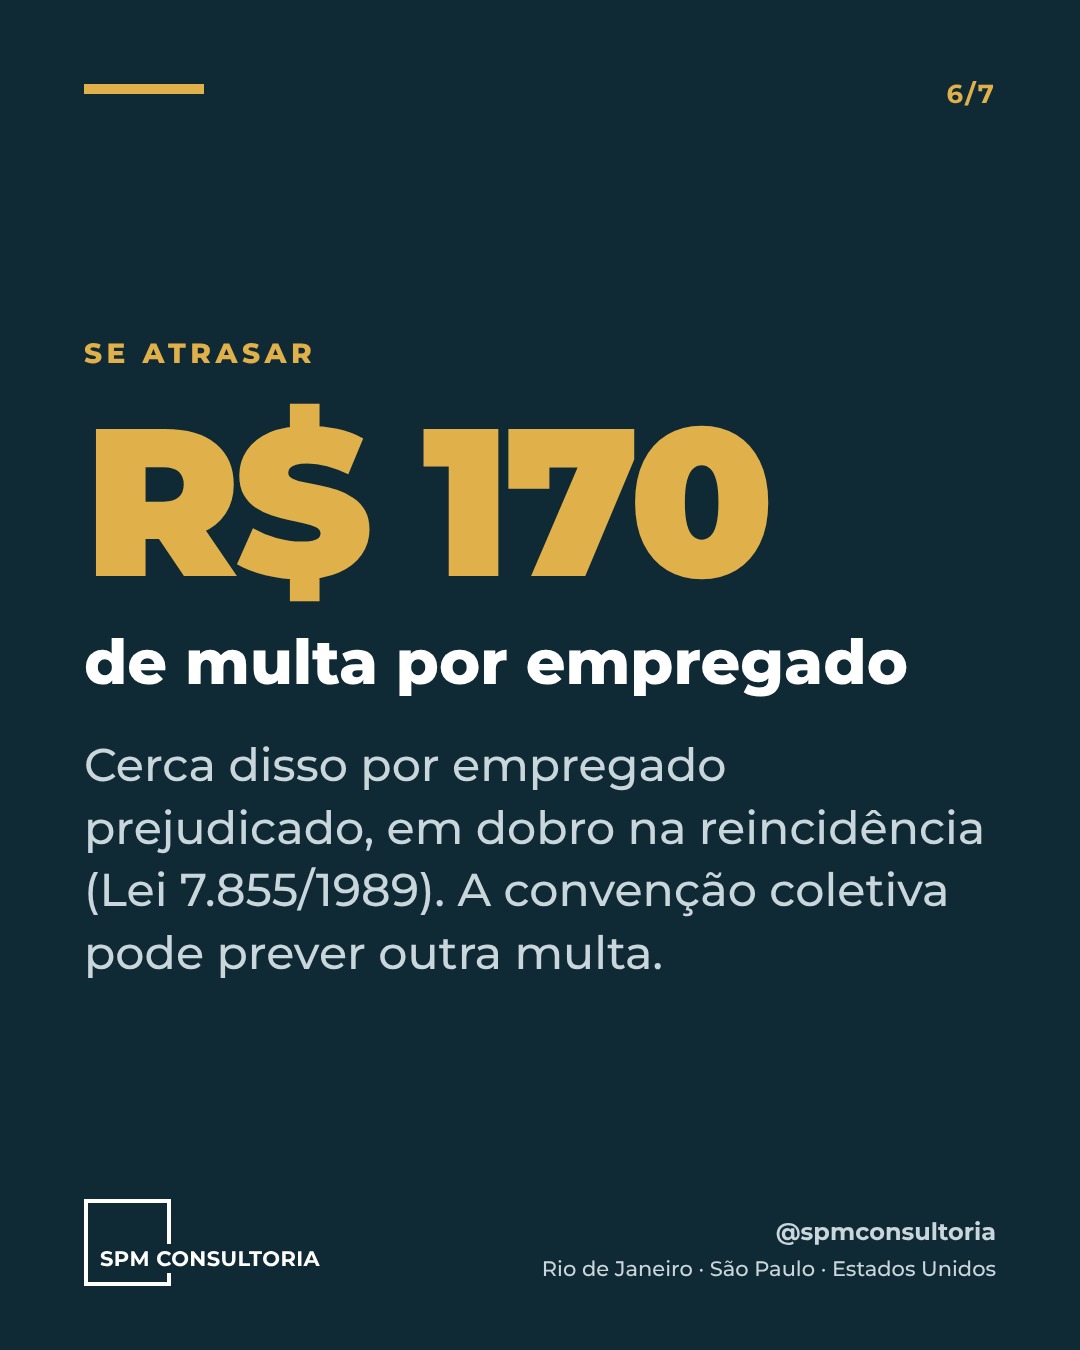 6/7
SE ATRASAR
R$ 170
de multa por empregado
Cerca disso por empregado
prejudicado, em dobro na reincidência
(Lei 7.855/1989). A convenção coletiva
pode prever outra multa.
SPM CONSULTORIA
@spmconsultoria
Rio de Janeiro · São Paulo · Estados Unidos